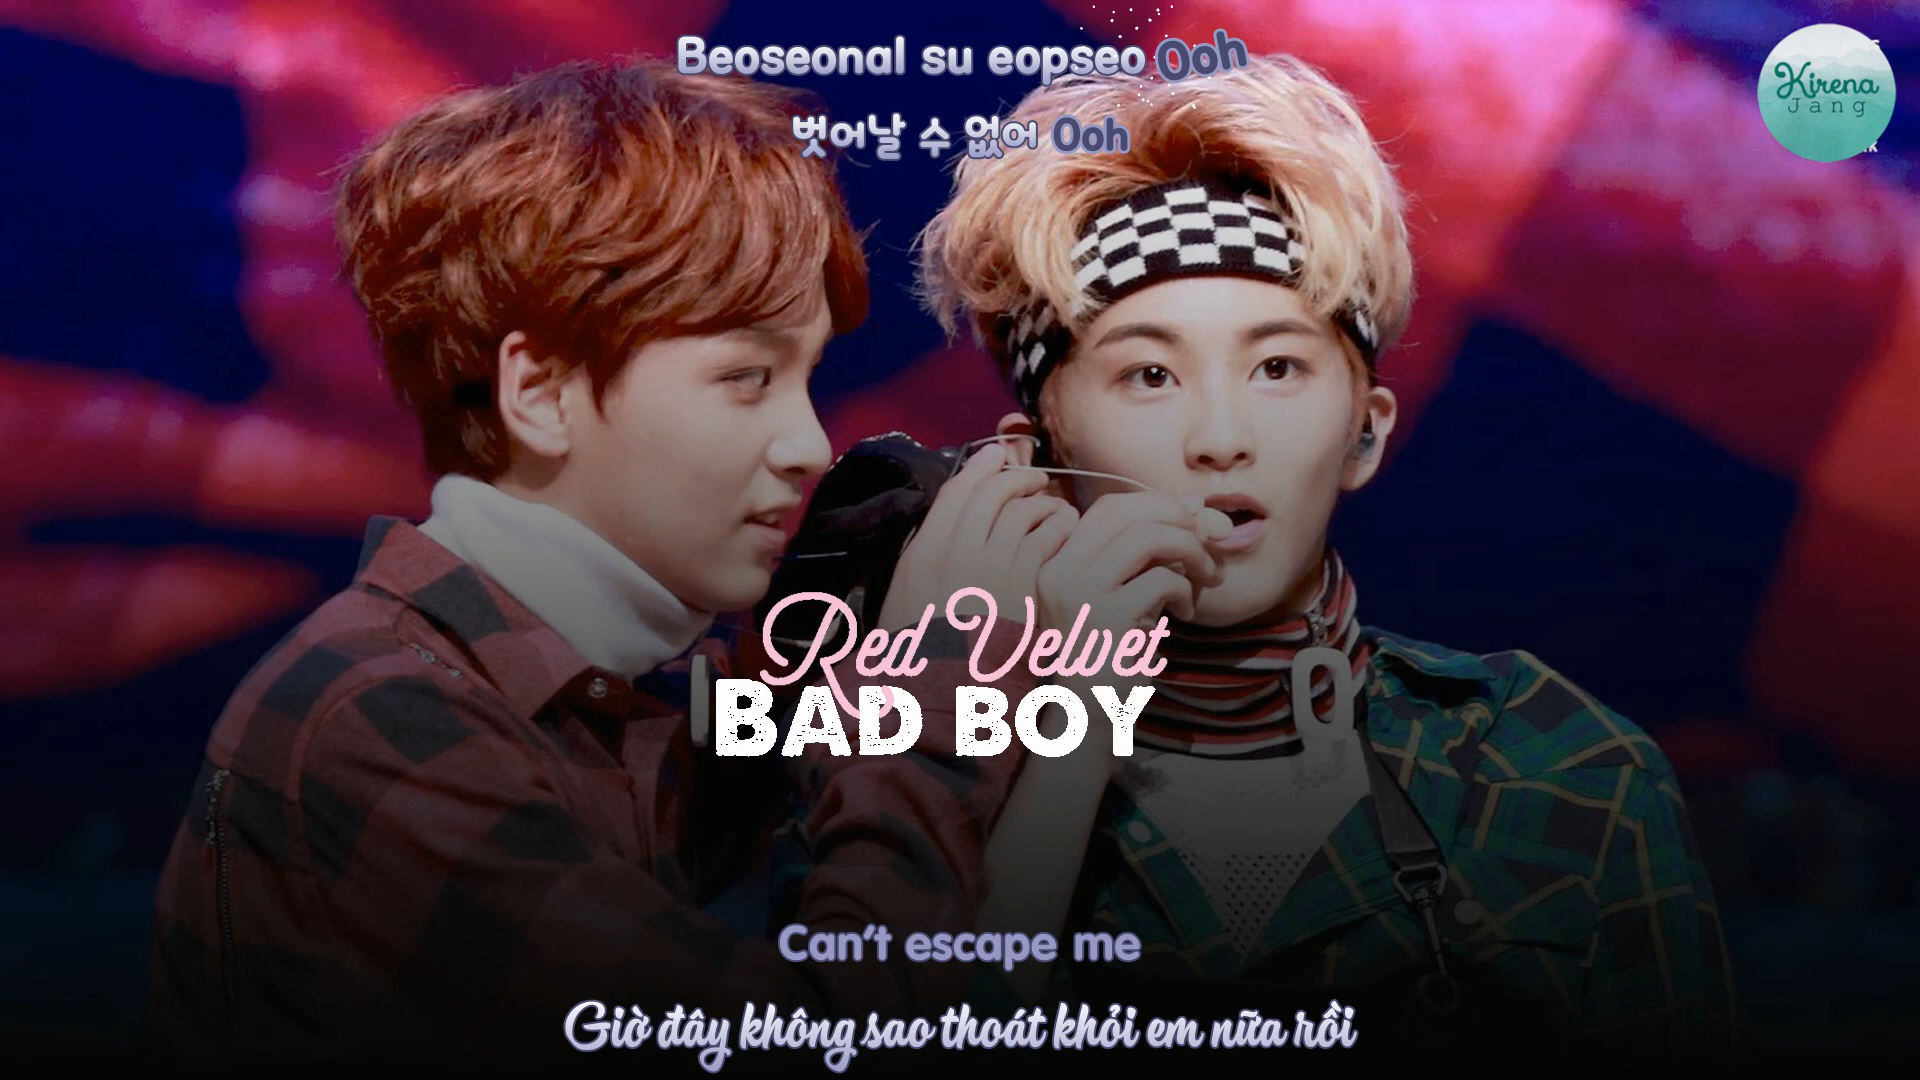 Beoseonal su eopseo Ooh
벗어날 수 없어 Ooh
Kirena
Jang
Red Velvet
BAD BOY
Can't escape me
Giờ đây không sao thoát khỏi em nữa rồi